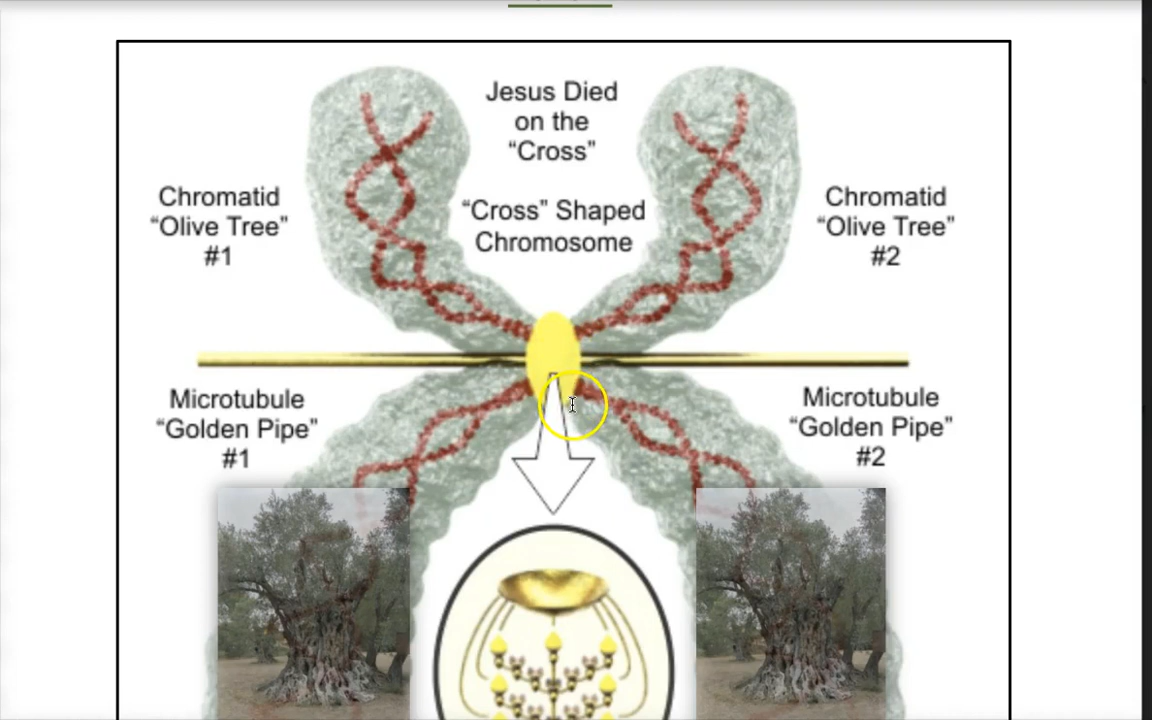 Jesus Died
on the
“Cross”
“Cross” Shaped
Chromosome
Chromatid
“Olive Tree”
#1
Chromatid
“Olive Tree”
#2
Microtubule
“Golden Pipe”
#1
Microtubule
“Golden Pipe”
#2